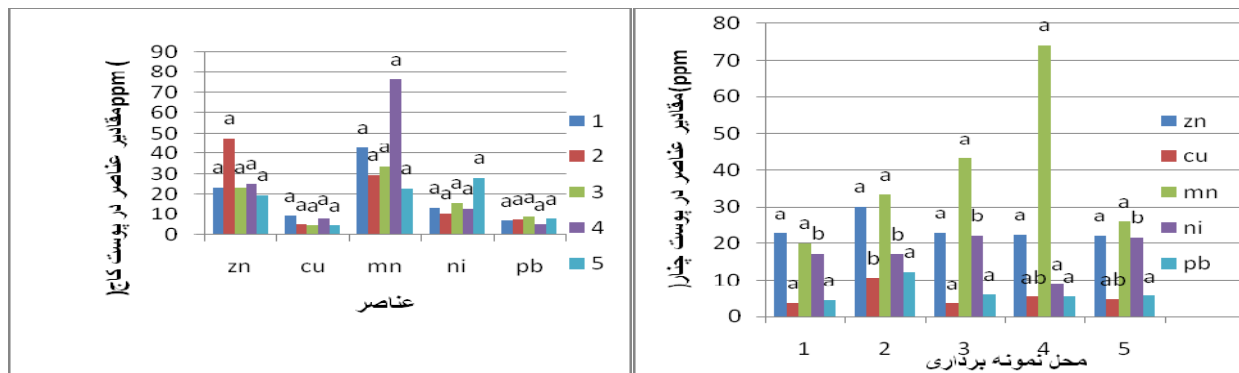 مقادیر عناصر در پوست کاج( ppm)
90
80
70
60
50
40
30
20
10
0
a a a a a
a a a a a
a a a a a
a a a a a
a a a a a
zn cu mn ni pb
عناصر
1
2
3
4
5
مقادیر عناصر در پوست چنار( ppm)
80
70
60
50
40
30
20
10
0
a a a b a
a b a b a
a a a b a
a ab a a a
a ab a b a
1 2 3 4 5
محل نمونه برداری
zn
cu
mn
ni
pb